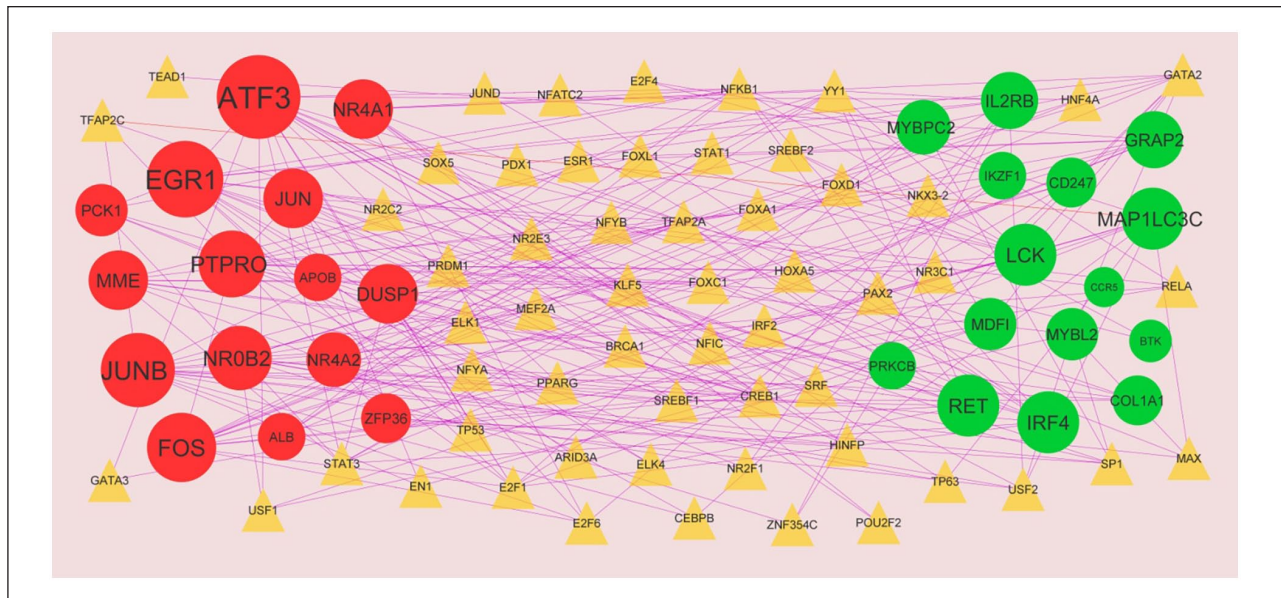 TEAD1
ATF3
NR4A1
JUND
NFATC2
E2F4
NFKB1
YY1
IL2RB
HNF4A
GATA2
TFAP2C
MYBPC2
GRAP2
EGR1
SOX5
PDX1
ESR1
FOXL1
STAT1
SREBF2
IKZF1
CD247
JUN
FOXD1
NKX3-2
PCK1
NR2C2
NFYB
TFAP2A
FOXA1
MAP1LC3C
PTPRO
NR2E3
LCK
MME
APOB
DUSP1
PRDM1
KLF5
FOXC1
HOXA5
NR3C1
RELA
CCR5
MEF2A
PAX2
ELK1
IRF2
MDFI
MYBL2
BTK
JUNB
NR0B2
NR4A2
BRCA1
NFIC
PRKCB
NFYA
PPARG
SREBF1
CREB1
SRF
RET
IRF4
COL1A1
FOS
ALB
ZFP36
TP53
HINFP
STAT3
ARID3A
ELK4
NR2F1
SP1
MAX
GATA3
EN1
E2F1
TP63
USF2
USF1
E2F6
CEBPB
ZNF354C
POU2F2